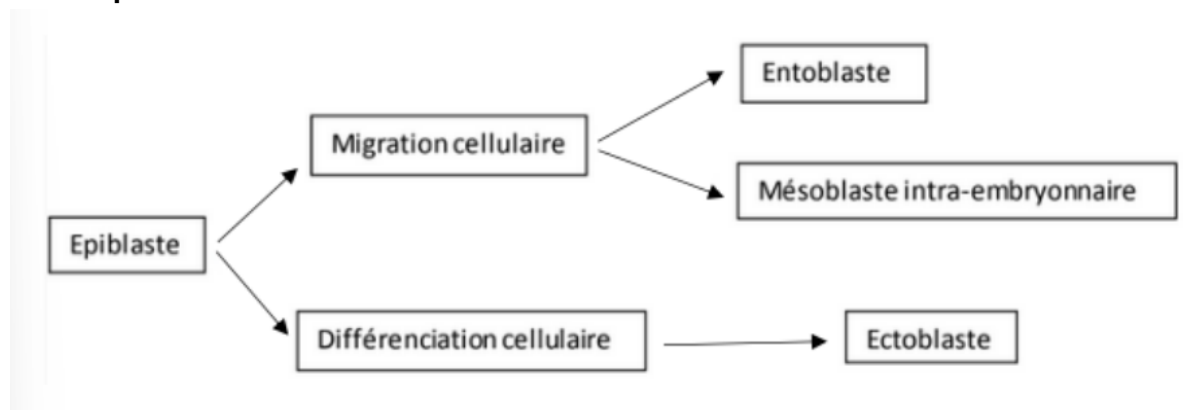 Entoblaste
Migration cellulaire
Mésoblaste intra-embryonnaire
Epiblaste
Différenciation cellulaire
Ectoblaste